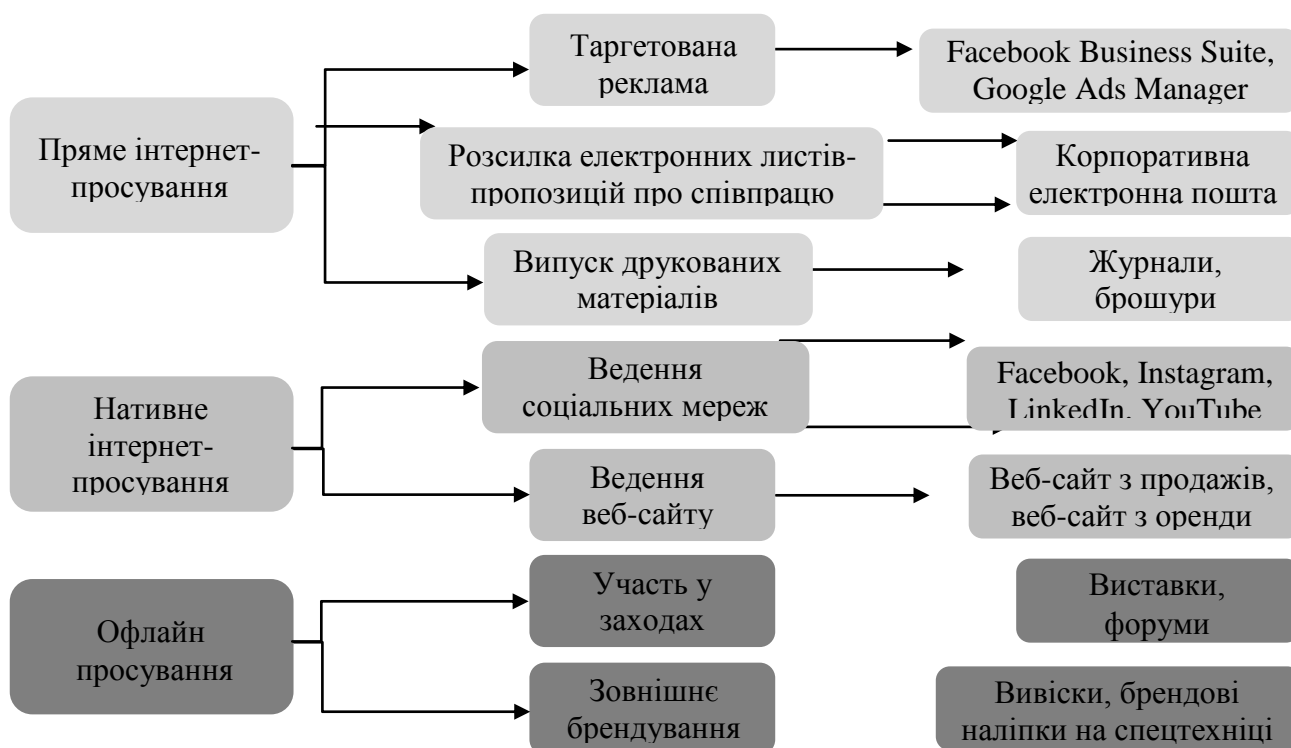 Таргетована
реклама
Facebook Business Suite,
Google Ads Manager
Пряме інтернет-
просування
Розсилка електронних листів-
пропозицій про співпрацю
Корпоративна
електронна пошта
Випуск друкованих
матеріалів
Журнали,
брошури
Нативне
інтернет-
просування
Ведення
соціальних мереж
Facebook, Instagram,
LinkedIn, YouTube
Ведення
веб-сайту
Веб-сайт з продажів,
веб-сайт з оренди
Офлайн
просування
Участь у
заходах
Виставки,
форуми
Зовнішнє
брендування
Вивіски, брендові
наліпки на спецтехніці